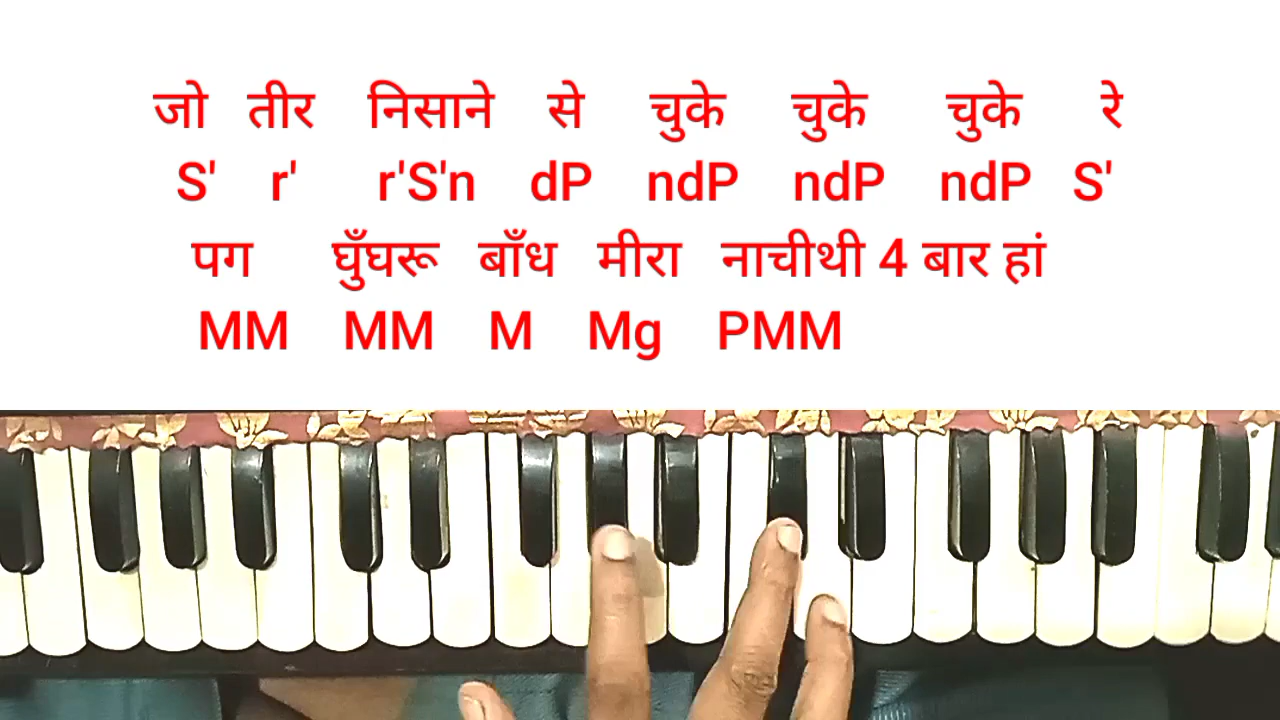 जो तीर निसाने से चुके चुके चुके रे
S' r' r'S'n dP ndP ndP ndP S'
पग घुँघरू बाँध मीरा नाचीथी 4 बार हां
MM MM M Mg PMM